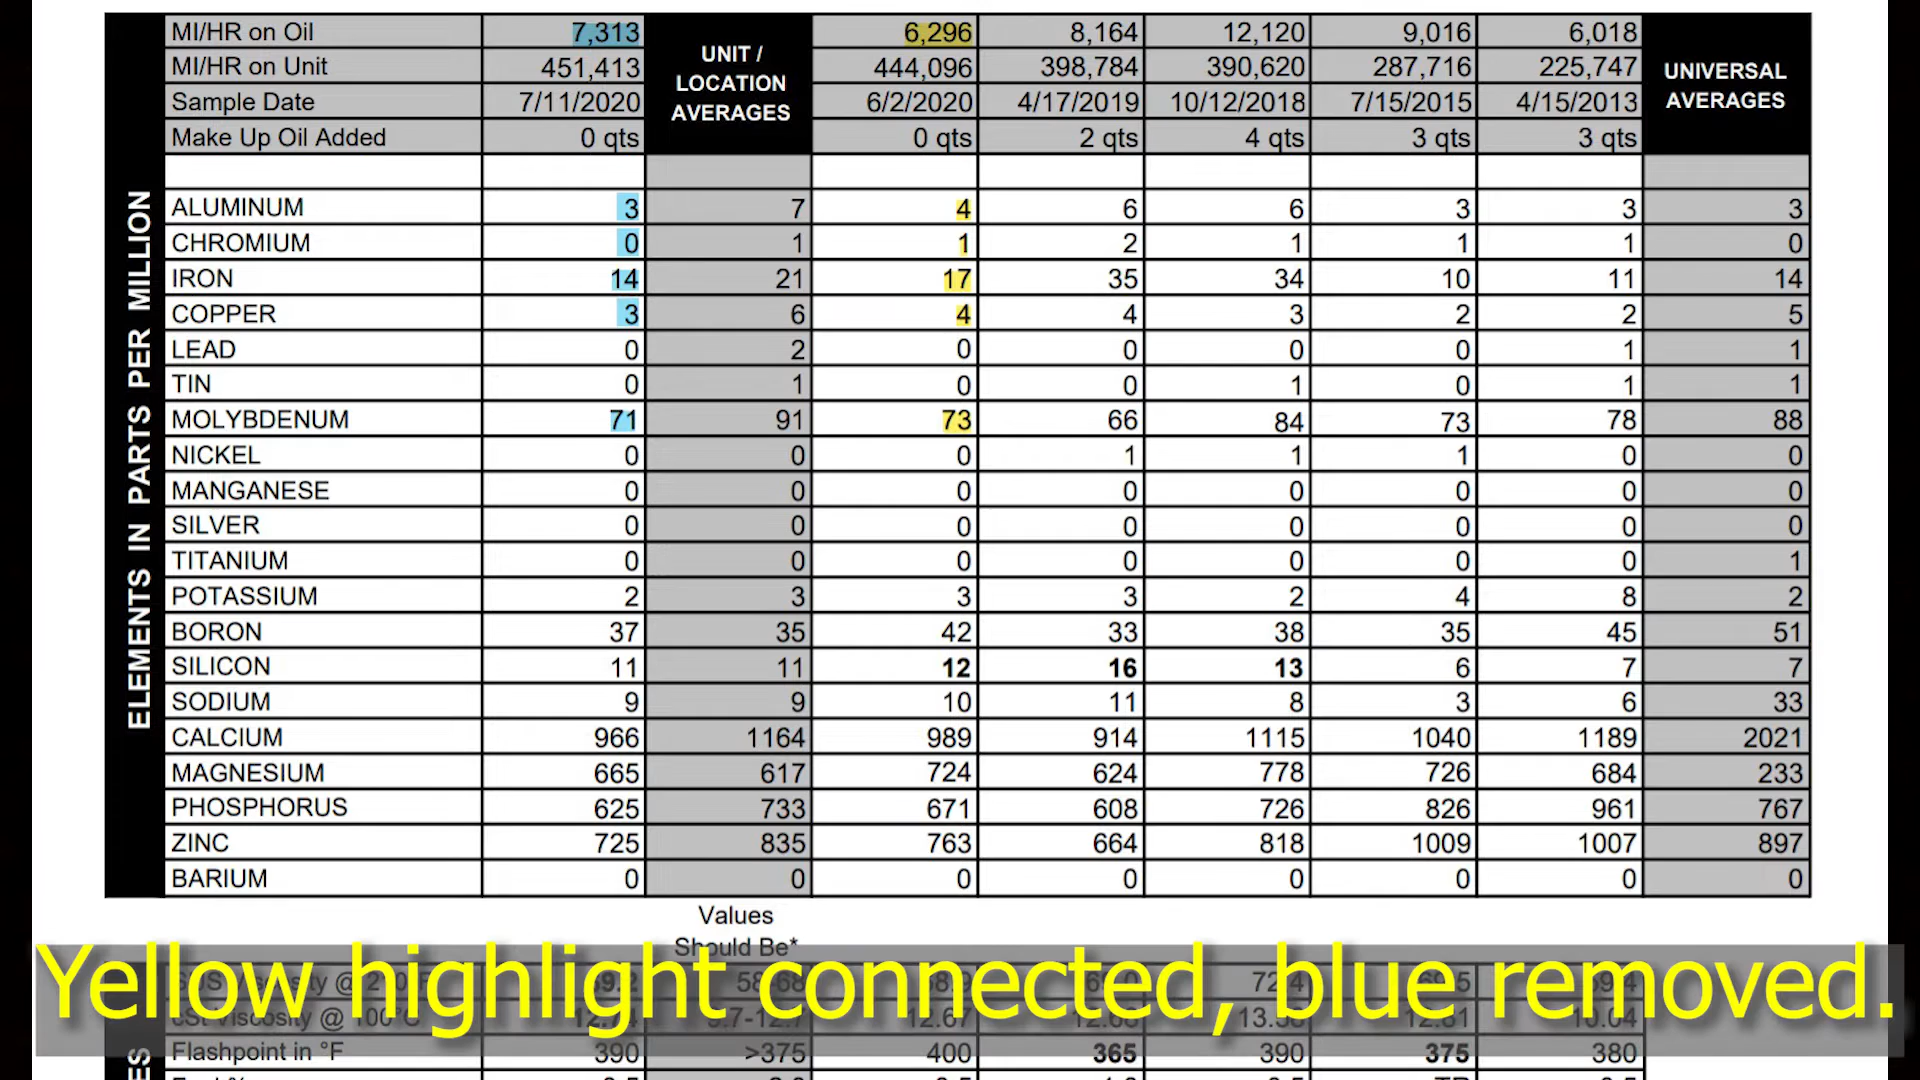 MI/HR on Oil 7,313 UNIT / LOCATION AVERAGES 6,296 8,164 12,120 9,016 6,018 UNIVERSAL AVERAGES
MI/HR on Unit 451,413 444,096 398,784 390,620 287,716 225,747
Sample Date 7/11/2020 6/2/2020 4/17/2019 10/12/2018 7/15/2015 4/15/2013
Make Up Oil Added 0 qts 0 qts 2 qts 4 qts 3 qts 3 qts
ELEMENTS IN PARTS PER MILLION
ALUMINUM 3 7 4 6 6 3 3 3
CHROMIUM 0 1 1 2 1 1 1 0
IRON 14 21 17 35 34 10 11 14
COPPER 3 6 4 4 3 2 2 5
LEAD 0 2 0 0 0 0 1 1
TIN 0 1 0 0 1 0 1 1
MOLYBDENUM 71 91 73 66 84 73 78 88
NICKEL 0 0 0 1 1 1 0 0
MANGANESE 0 0 0 0 0 0 0 0
SILVER 0 0 0 0 0 0 0 0
TITANIUM 0 0 0 0 0 0 0 1
POTASSIUM 2 3 3 3 2 4 8 2
BORON 37 35 42 33 38 35 45 51
SILICON 11 11 12 16 13 6 7 7
SODIUM 9 9 10 11 8 3 6 33
CALCIUM 966 1164 989 914 1115 1040 1189 2021
MAGNESIUM 665 617 724 624 778 726 684 233
PHOSPHORUS 625 733 671 608 726 826 961 767
ZINC 725 835 763 664 818 1009 1007 897
BARIUM 0 0 0 0 0 0 0 0
Values
Should Be*
Yellow highlight connected, blue removed.
Flashpoint in °F 390 >375 400 365 390 375 380